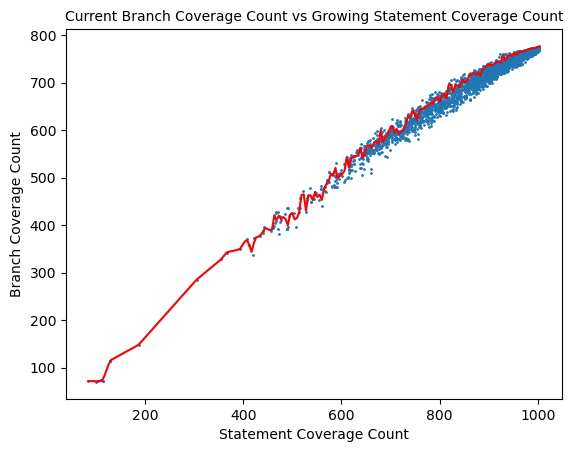 Current Branch Coverage Count vs Growing Statement Coverage Count
800
700
600
500
400
300
200
100
Branch Coverage Count
200 400 600 800 1000
Statement Coverage Count